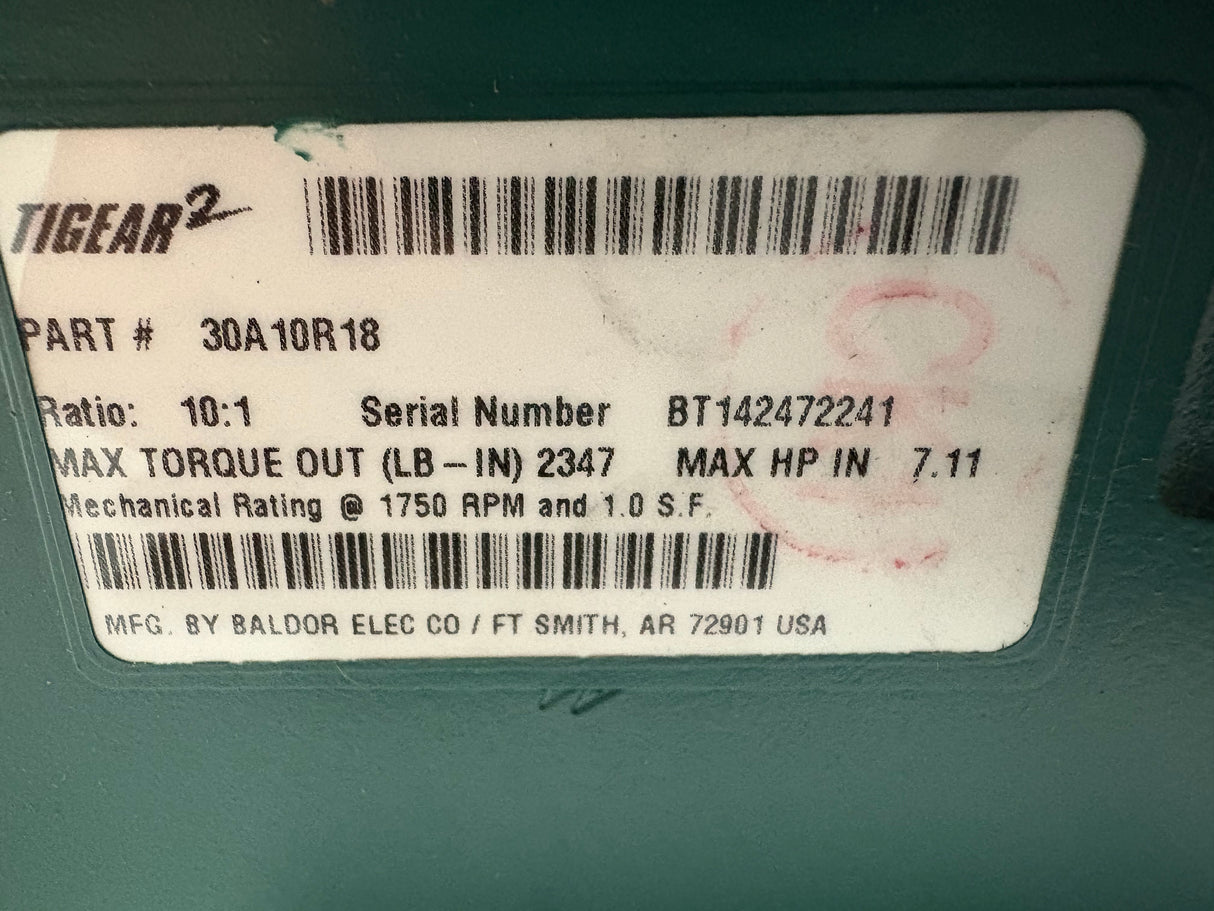 TIGEAR2
PART # 30A10R18
Ratio: 10:1 Serial Number BT142472241
MAX TORQUE OUT (LB-IN) 2347 MAX HP IN 7.11
Mechanical Rating @ 1750 RPM and 1.0 S.F.
MFG. BY BALDOR ELEC CO / FT SMITH, AR 72901 USA